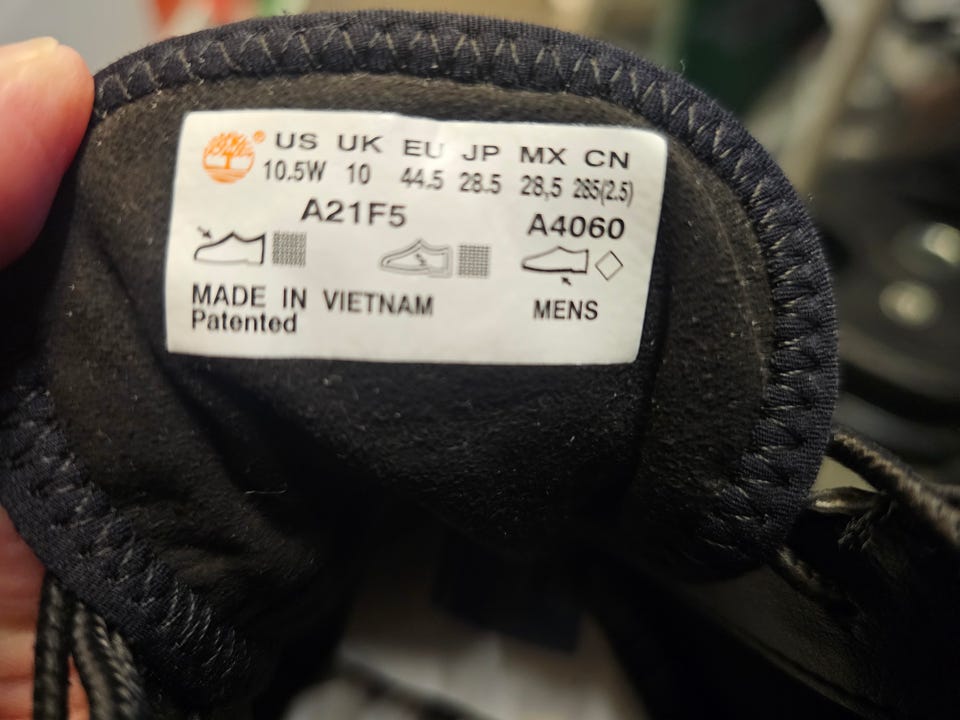 ® US UK EU JP MX CN
10.5W 10 44.5 28.5 28,5 285(2.5)
A21F5 A4060
MADE IN VIETNAM MENS
Patented